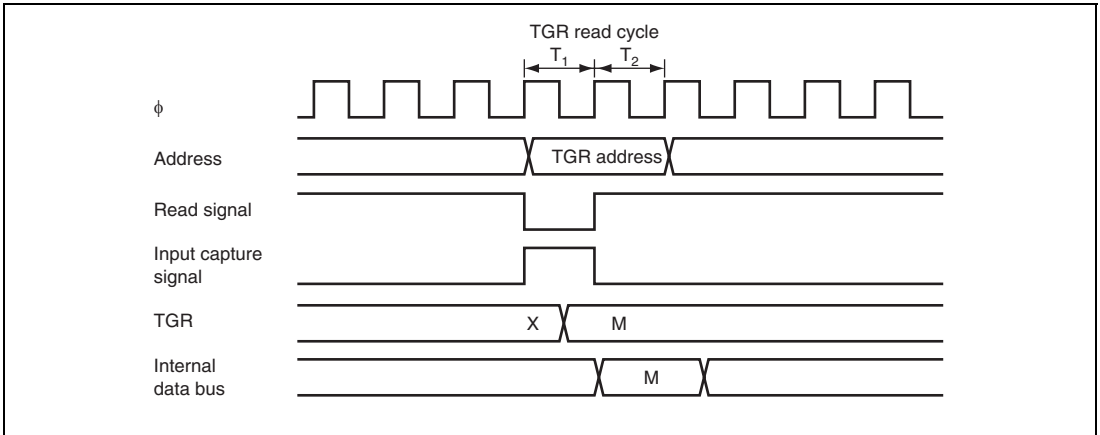 TGR read cycle
T1 T2
ϕ
Address
TGR address
Read signal
Input capture
signal
TGR
X
M
Internal
data bus
M